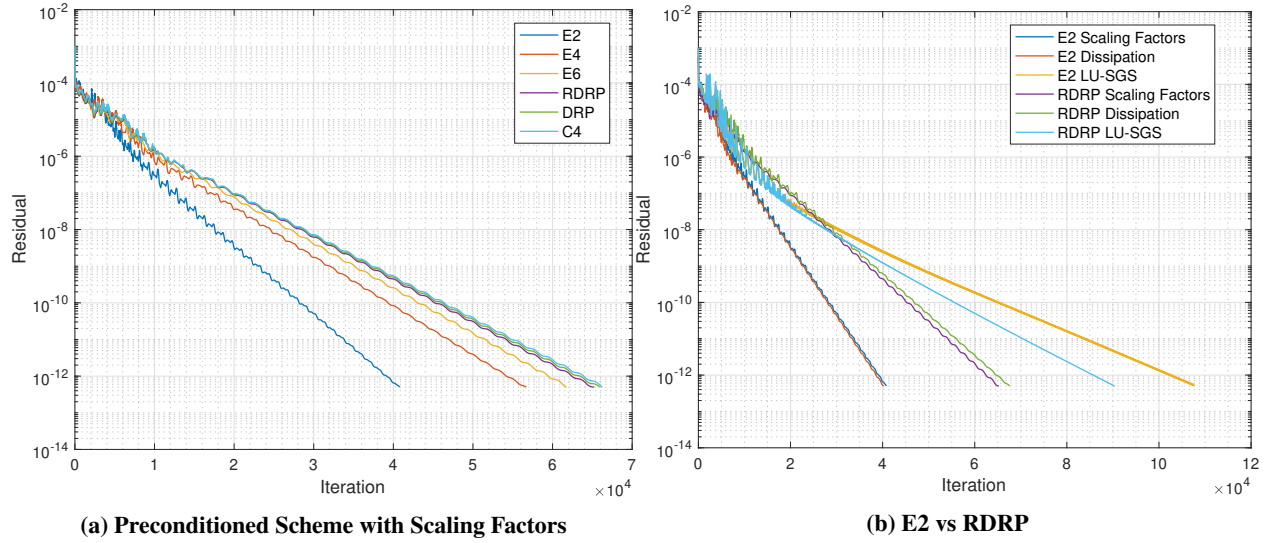 10^-2
10^-4
10^-6
10^-8
10^-10
10^-12
10^-14
Residual
E2
E4
E6
RDRP
DRP
C4
0 1 2 3 4 5 6 7
Iteration
×10^4
(a) Preconditioned Scheme with Scaling Factors
10^-2
10^-4
10^-6
10^-8
10^-10
10^-12
10^-14
Residual
E2 Scaling Factors
E2 Dissipation
E2 LU-SGS
RDRP Scaling Factors
RDRP Dissipation
RDRP LU-SGS
0 2 4 6 8 10 12
Iteration
×10^4
(b) E2 vs RDRP